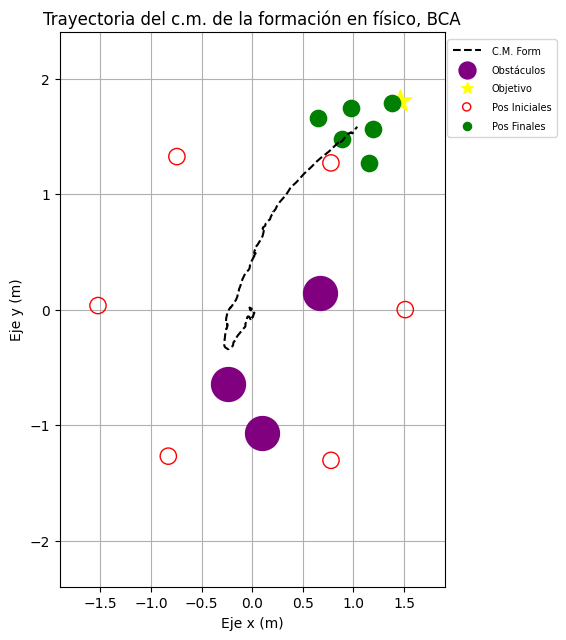 Trayectoria del c.m. de la formación en físico, BCA
C.M. Form
Obstáculos
Objetivo
Pos Iniciales
Pos Finales
Eje y (m)
2
1
0
−1
−2
−1.5
−1.0
−0.5
0.0
0.5
1.0
1.5
Eje x (m)